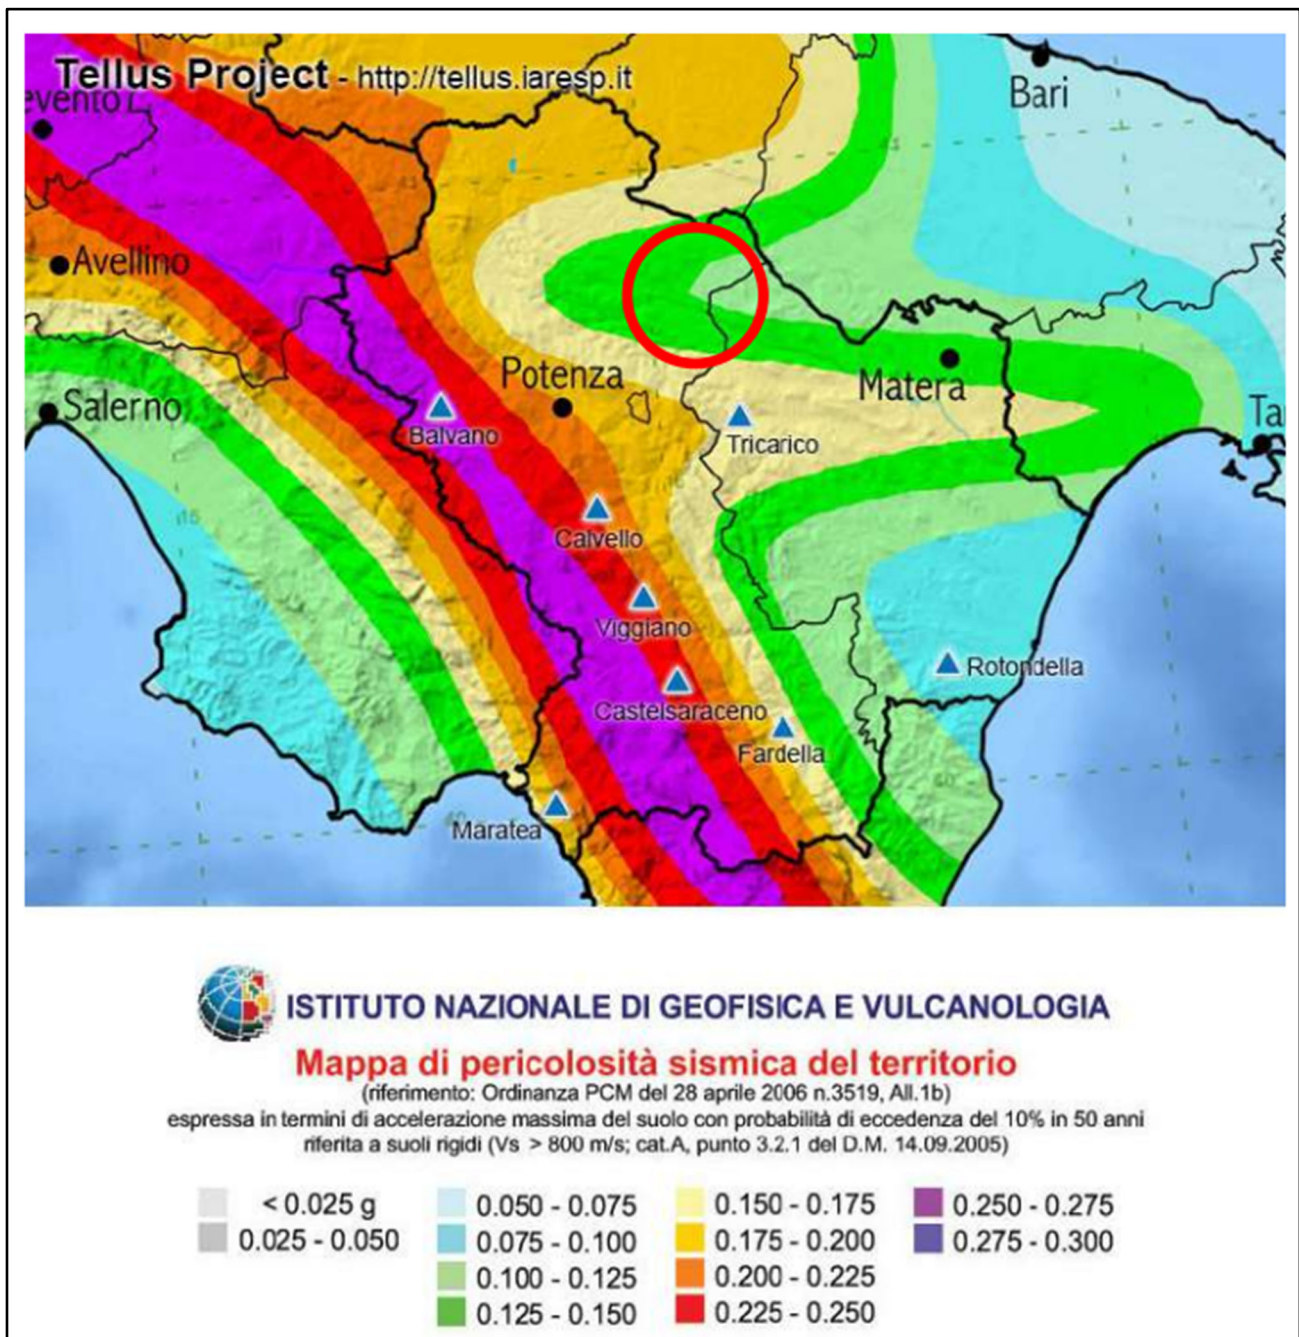 Tellus Project - http://tellus.iaresp.it
evento
Bari
Avellino
Potenza
Matera
Salerno
Balvano
Tricarico
Ta
Calvello
Viggiano
Rotondella
Castelsaraceno
Fardella
Maratea
ISTITUTO NAZIONALE DI GEOFISICA E VULCANOLOGIA
Mappa di pericolosità sismica del territorio
(riferimento: Ordinanza PCM del 28 aprile 2006 n.3519, All.1b)
espressa in termini di accelerazione massima del suolo con probabilità di eccedenza del 10% in 50 anni
riferita a suoli rigidi (Vs > 800 m/s; cat.A, punto 3.2.1 del D.M. 14.09.2005)
< 0.025 g
0.025 - 0.050
0.050 - 0.075
0.075 - 0.100
0.100 - 0.125
0.125 - 0.150
0.150 - 0.175
0.175 - 0.200
0.200 - 0.225
0.225 - 0.250
0.250 - 0.275
0.275 - 0.300